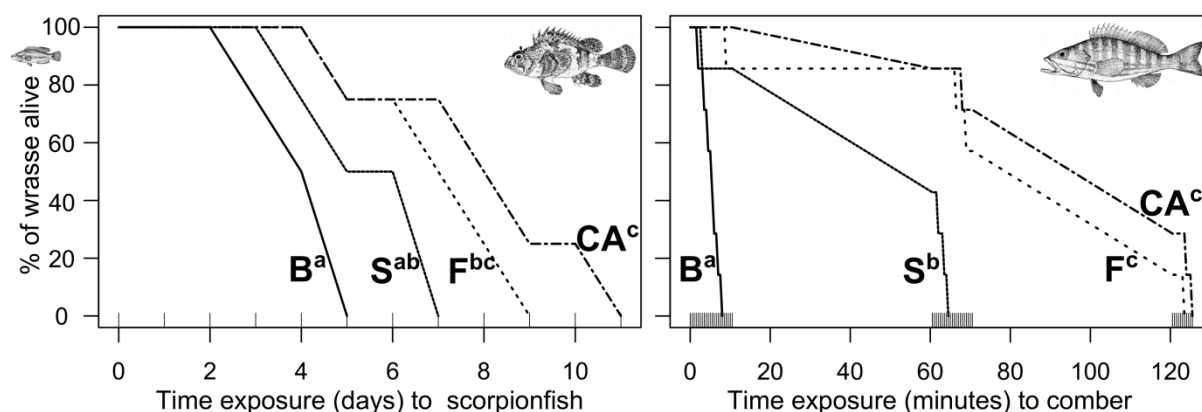 % of wrasse alive
100
80
60
40
20
0
B^a
S^ab
F^bc
CA^c
0 2 4 6 8 10
Time exposure (days) to scorpionfish
B^a
S^b
F^c
CA^c
0 20 40 60 80 100 120
Time exposure (minutes) to comber